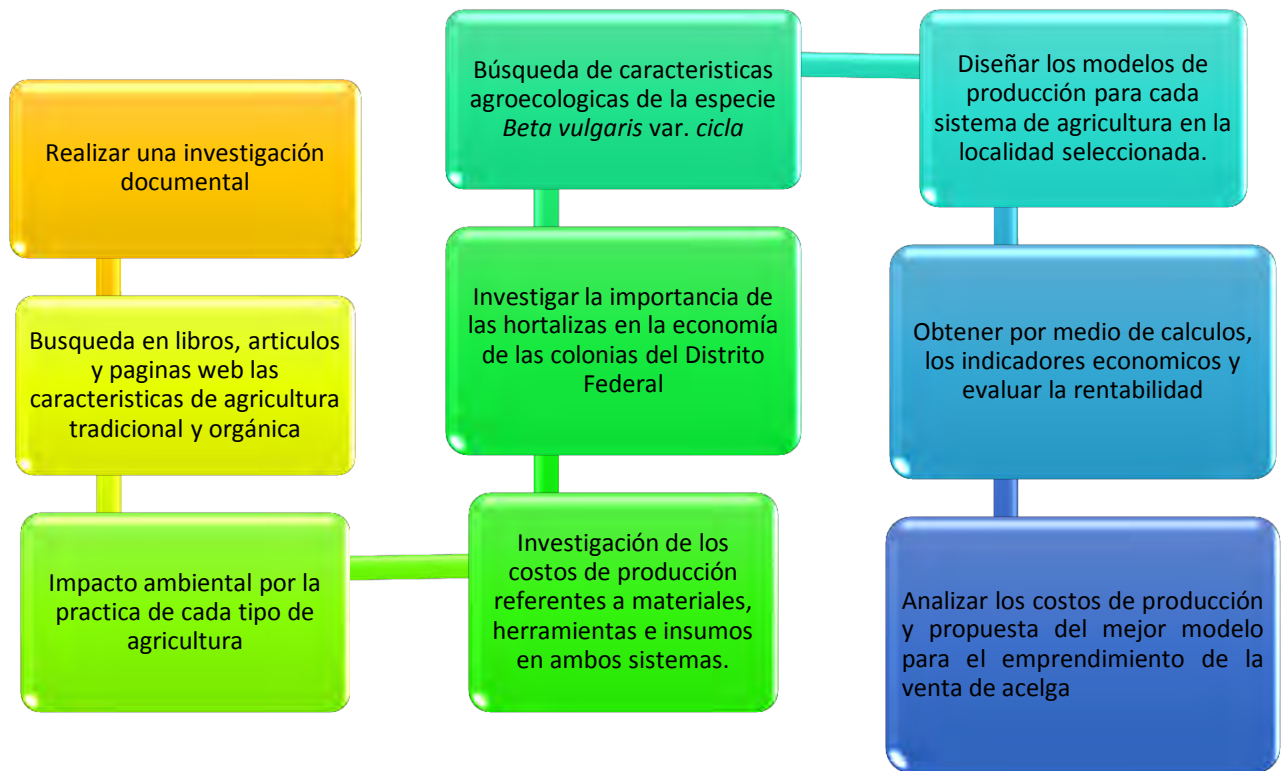 Realizar una investigación
documental
Busqueda en libros, articulos
y paginas web las
caracteristicas de agricultura
tradicional y orgánica
Impacto ambiental por la
practica de cada tipo de
agricultura
Investigación de los
costos de producción
referentes a materiales,
herramientas e insumos
en ambos sistemas.
Investigar la importancia de
las hortalizas en la economía
de las colonias del Distrito
Federal
Búsqueda de caracteristicas
agroecologicas de la especie
Beta vulgaris var. cicla
Diseñar los modelos de
producción para cada
sistema de agricultura en la
localidad seleccionada.
Obtener por medio de calculos,
los indicadores economicos y
evaluar la rentabilidad
Analizar los costos de producción
y propuesta del mejor modelo
para el emprendimiento de la
venta de acelga